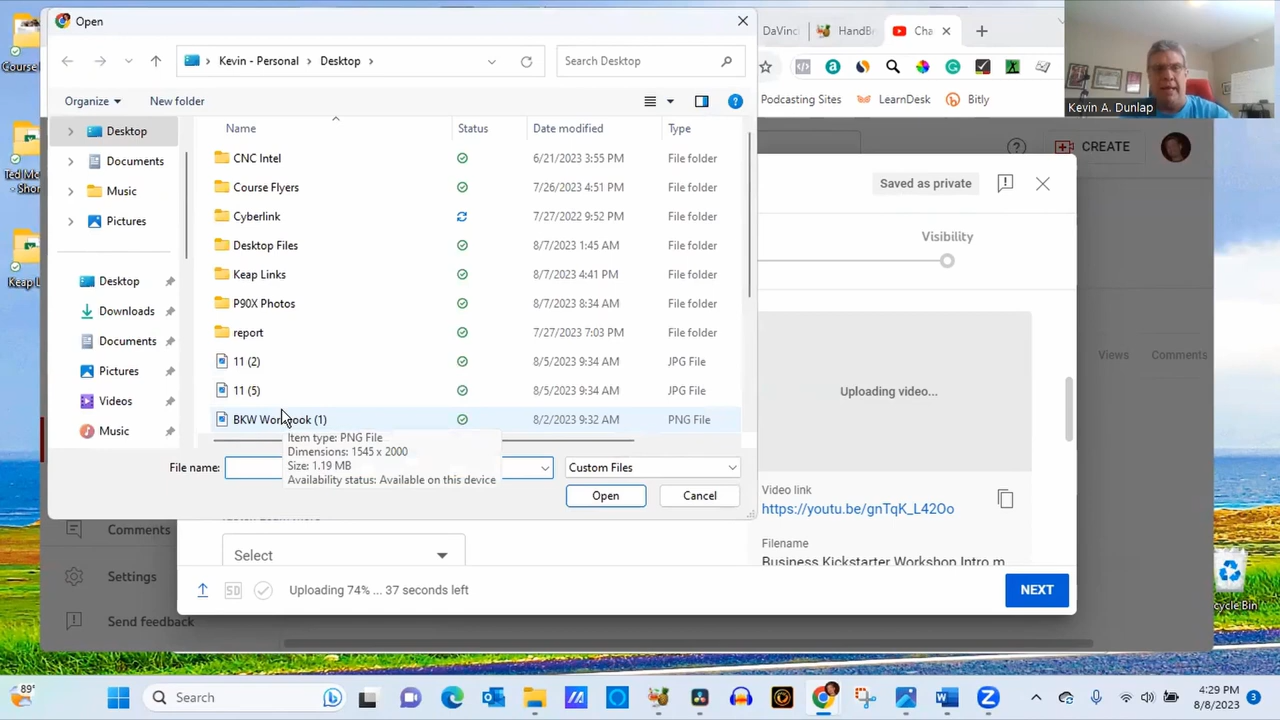 Open
Kevin - Personal
Desktop
Search Desktop
Organize
New folder
Desktop
Documents
Music
Pictures
Desktop
Downloads
Documents
Pictures
Videos
Music
Name
Status
Date modified
Type
CNC Intel
6/21/2023 3:55 PM
File folder
Course Flyers
7/26/2023 4:51 PM
File folder
Cyberlink
7/27/2022 9:52 PM
File folder
Desktop Files
8/7/2023 1:45 AM
File folder
Keap Links
8/7/2023 4:41 PM
File folder
P90X Photos
8/7/2023 8:34 AM
File folder
report
7/27/2023 7:03 PM
File folder
11 (2)
8/5/2023 9:34 AM
JPG File
11 (5)
8/5/2023 9:34 AM
JPG File
BKW Workbook (1)
8/2/2023 9:32 AM
PNG File
Item type: PNG File
Dimensions: 1545 x 2000
Size: 1.19 MB
Availability status: Available on this device
File name:
Custom Files
Open
Cancel
DaVinci
HandBr
Cha
Podcasting Sites
LearnDesk
Bitly
Kevin A. Dunlap
CREATE
Saved as private
Visibility
Uploading video...
Views
Comments
Video link
https://youtu.be/gnTqK_L42Oo
Filename
Business Kickstarter Workshop Intro m
Select
SD
Uploading 74% ... 37 seconds left
NEXT
Comments
Settings
Send feedback
Course
Ted M
- Shor
Keap L
cycle Bin
89°
Search
4:29 PM
8/8/2023
3